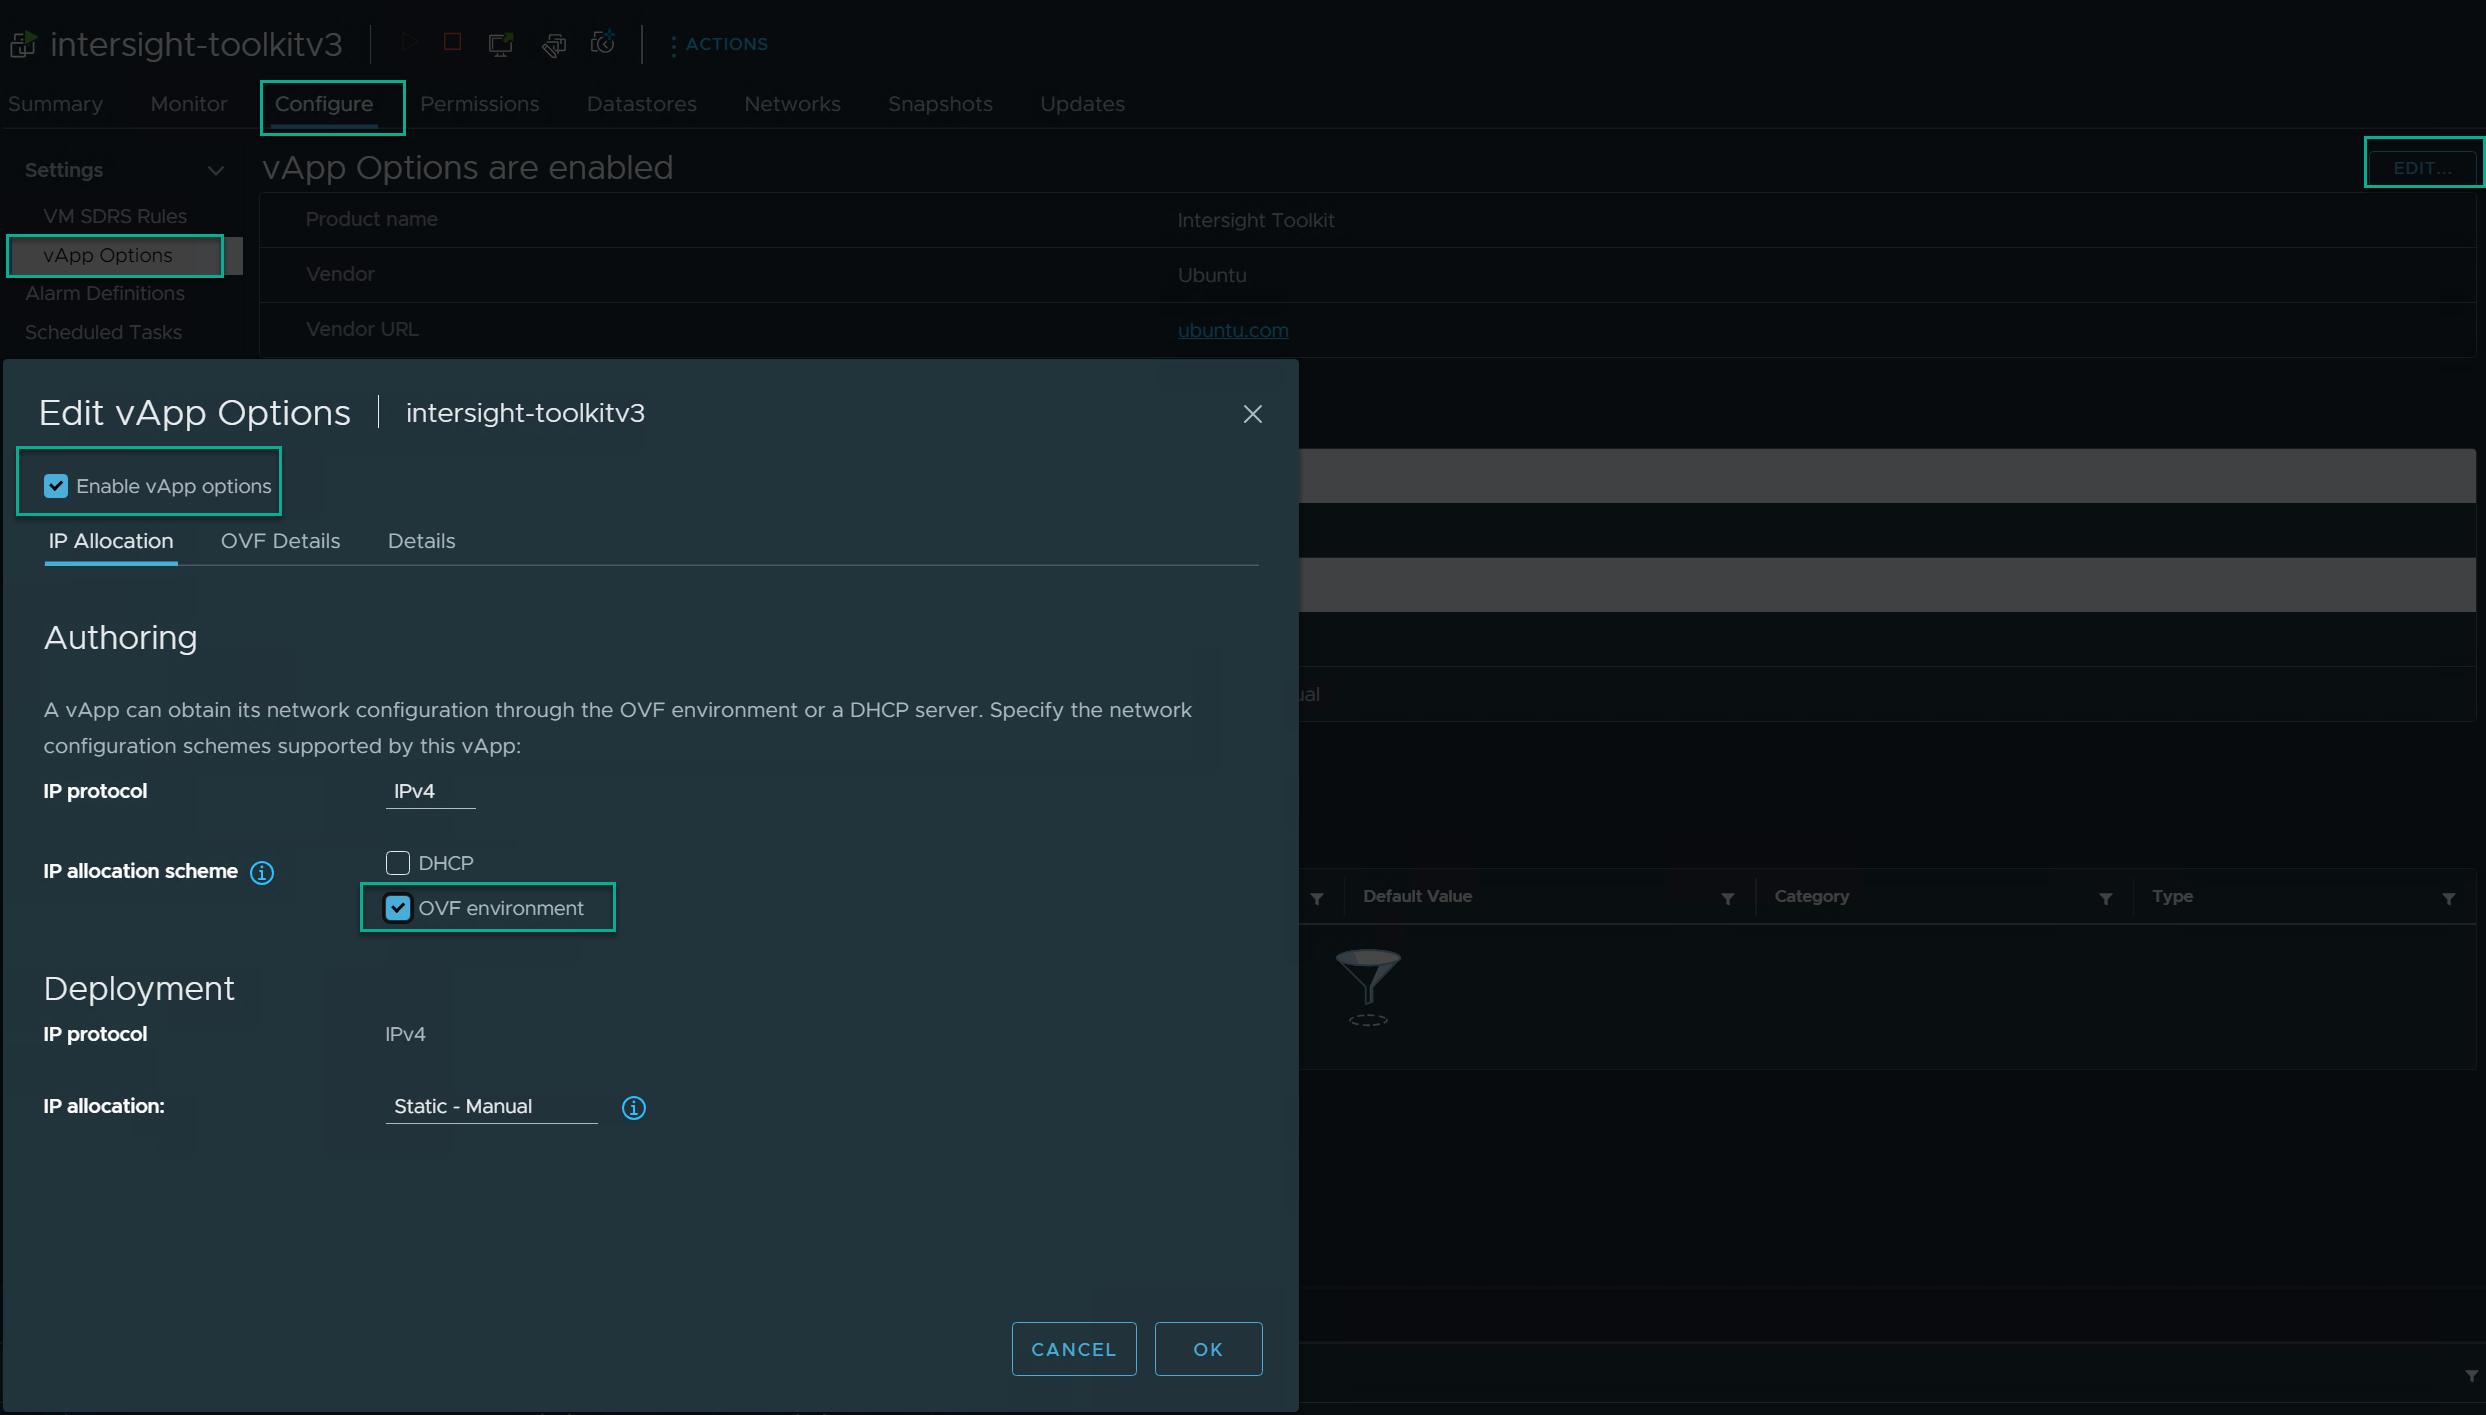 intersight-toolkitv3
ACTIONS
Summary Monitor Configure Permissions Datastores Networks Snapshots Updates
Settings
VM SDRS Rules
vApp Options
Alarm Definitions
Scheduled Tasks
vApp Options are enabled
EDIT...
Product name Intersight Toolkit
Vendor Ubuntu
Vendor URL ubuntu.com
Edit vApp Options intersight-toolkitv3
Enable vApp options
IP Allocation OVF Details Details
Authoring
A vApp can obtain its network configuration through the OVF environment or a DHCP server. Specify the network
configuration schemes supported by this vApp:
IP protocol IPv4
IP allocation scheme DHCP
OVF environment
Deployment
IP protocol IPv4
IP allocation: Static - Manual
CANCEL OK
Default Value Category Type